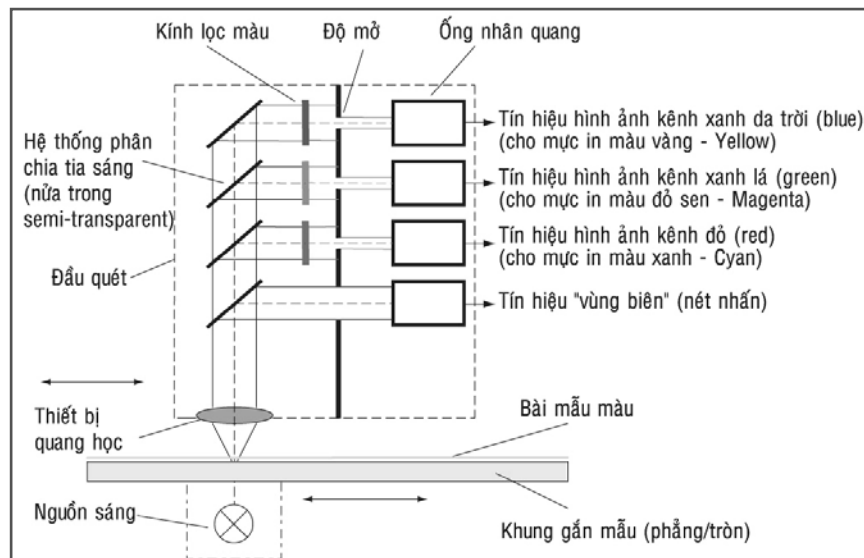 Kính lọc màu
Độ mở
Ống nhân quang
Hệ thống phân
chia tia sáng
(nửa trong
semi-transparent)
Tín hiệu hình ảnh kênh xanh da trời (blue)
(cho mực in màu vàng - Yellow)
Tín hiệu hình ảnh kênh xanh lá (green)
(cho mực in màu đỏ sen - Magenta)
Tín hiệu hình ảnh kênh đỏ (red)
(cho mực in màu xanh - Cyan)
Đầu quét
Tín hiệu "vùng biên" (nét nhấn)
Thiết bị
quang học
Bài mẫu màu
Nguồn sáng
Khung gắn mẫu (phẳng/tròn)